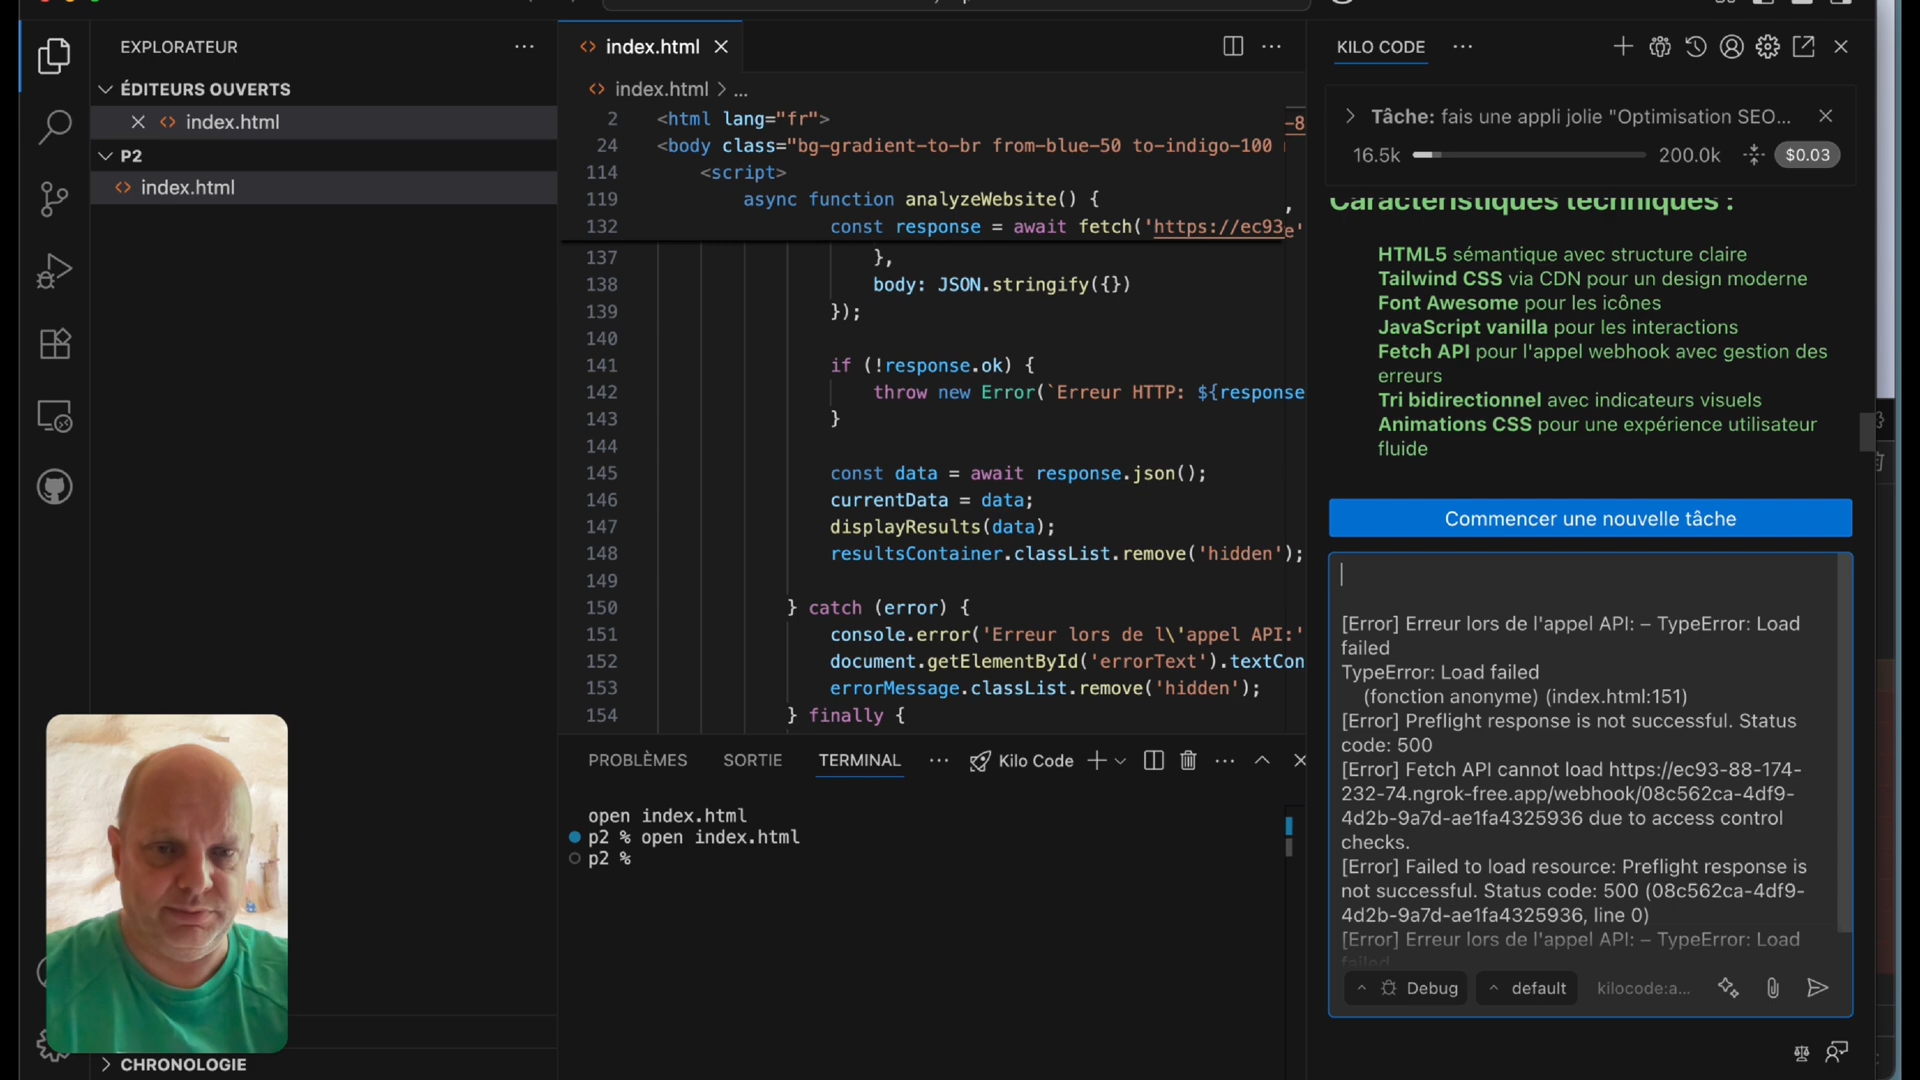 EXPLORATEUR
ÉDITEURS OUVERTS
index.html
P2
index.html
CHRONOLOGIE
index.html
index.html > ...
2 <html lang="fr">
24 <body class="bg-gradient-to-br from-blue-50 to-indigo-100
114 <script>
119 async function analyzeWebsite() {
132 const response = await fetch('https://ec93
137 },
138 body: JSON.stringify({})
139 });
140
141 if (!response.ok) {
142 throw new Error(`Erreur HTTP: ${response
143 }
144
145 const data = await response.json();
146 currentData = data;
147 displayResults(data);
148 resultsContainer.classList.remove('hidden');
149
150 } catch (error) {
151 console.error('Erreur lors de l\'appel API:'
152 document.getElementById('errorText').textCon
153 errorMessage.classList.remove('hidden');
154 } finally {
PROBLÈMES SORTIE TERMINAL ... Kilo Code
open index.html
p2 % open index.html
p2 %
KILO CODE
Tâche: fais une appli jolie "Optimisation SEO...
16.5k 200.0k $0.03
Caractéristiques techniques :
HTML5 sémantique avec structure claire
Tailwind CSS via CDN pour un design moderne
Font Awesome pour les icônes
JavaScript vanilla pour les interactions
Fetch API pour l'appel webhook avec gestion des
erreurs
Tri bidirectionnel avec indicateurs visuels
Animations CSS pour une expérience utilisateur
fluide
Commencer une nouvelle tâche
[Error] Erreur lors de l'appel API: – TypeError: Load
failed
TypeError: Load failed
(fonction anonyme) (index.html:151)
[Error] Preflight response is not successful. Status
code: 500
[Error] Fetch API cannot load https://ec93-88-174-
232-74.ngrok-free.app/webhook/08c562ca-4df9-
4d2b-9a7d-ae1fa4325936 due to access control
checks.
[Error] Failed to load resource: Preflight response is
not successful. Status code: 500 (08c562ca-4df9-
4d2b-9a7d-ae1fa4325936, line 0)
[Error] Erreur lors de l'appel API: – TypeError: Load
failed
Debug default kilocode:a...